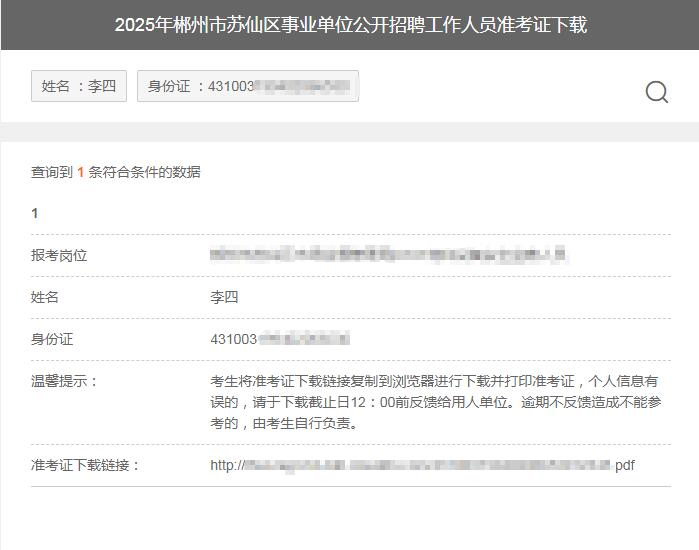 2025年郴州市苏仙区事业单位公开招聘工作人员准考证下载
姓名 ：李四 身份证 ：431003
查询到 1 条符合条件的数据
1
报考岗位
姓名 李四
身份证 431003
温馨提示： 考生将准考证下载链接复制到浏览器进行下载并打印准考证，个人信息有
误的，请于下载截止日12：00前反馈给用人单位。逾期不反馈造成不能参
考的，由考生自行负责。
准考证下载链接： http:// .pdf